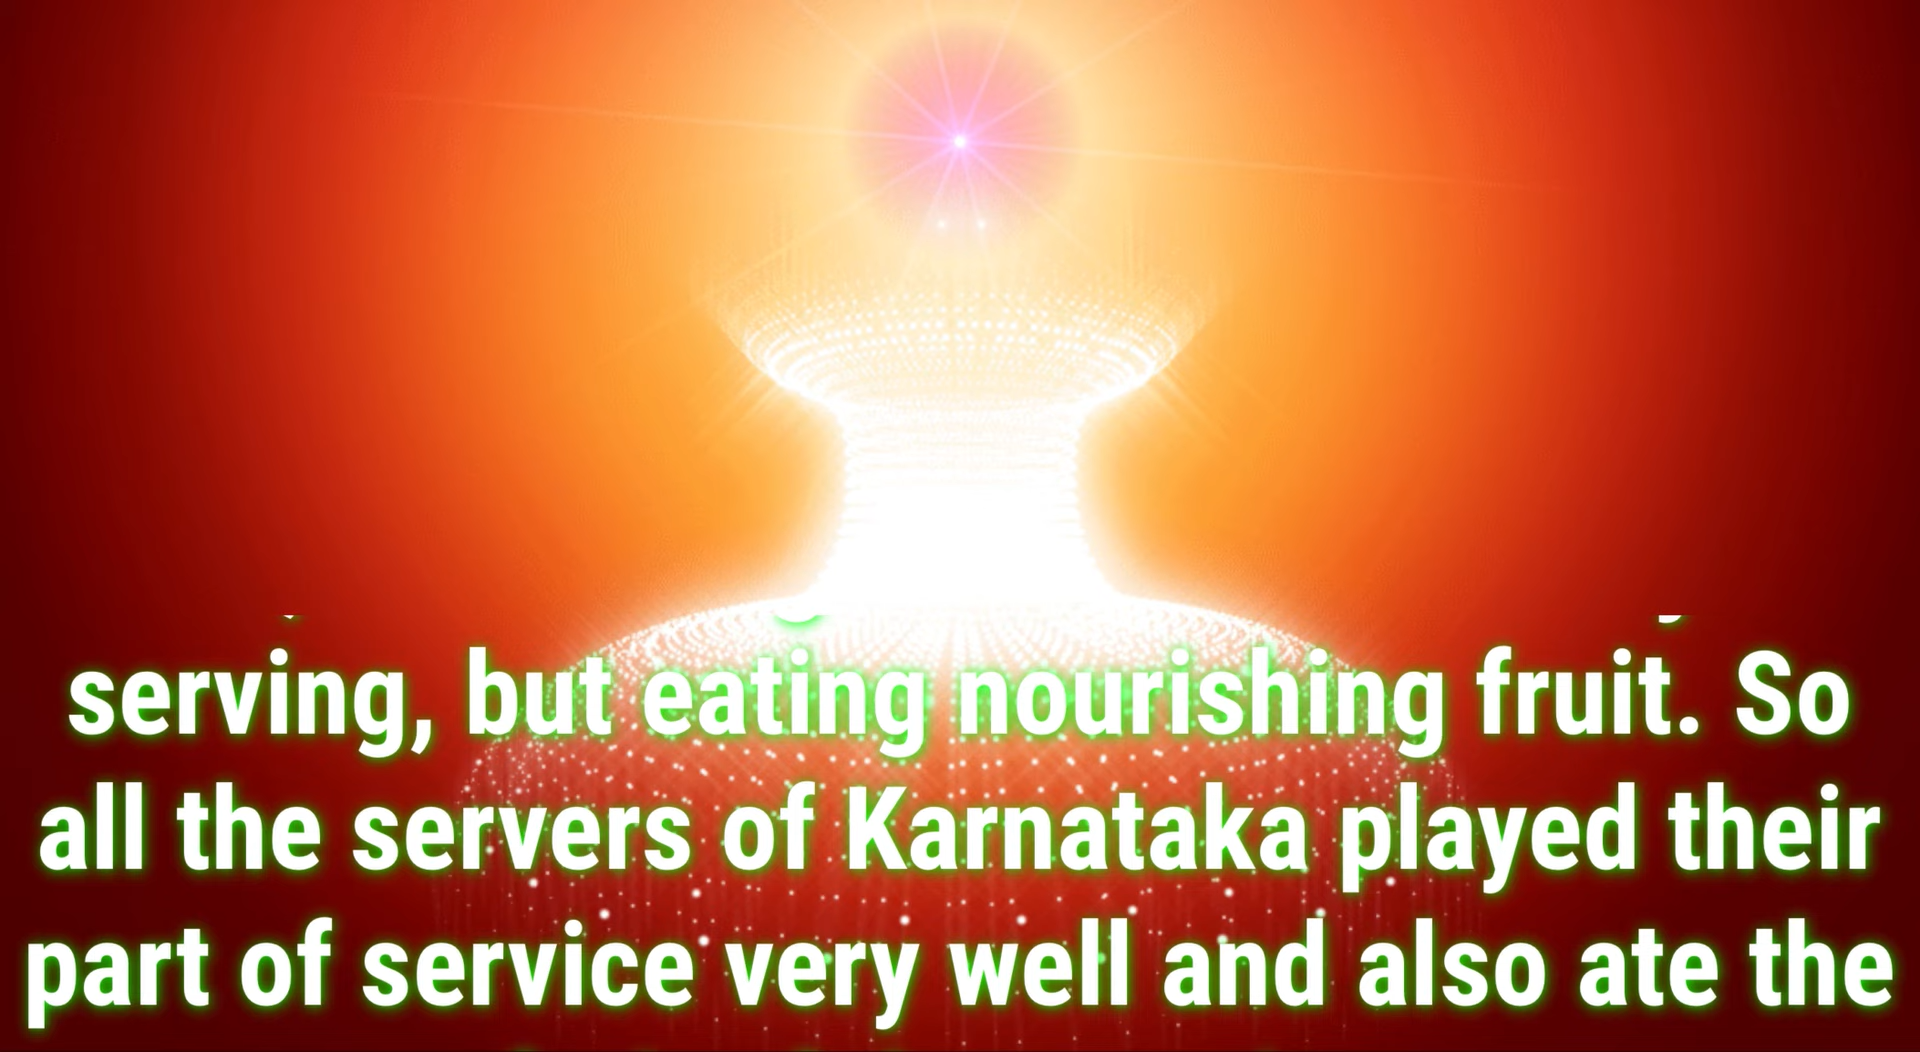 serving, but eating nourishing fruit. So
all the servers of Karnataka played their
part of service very well and also ate the